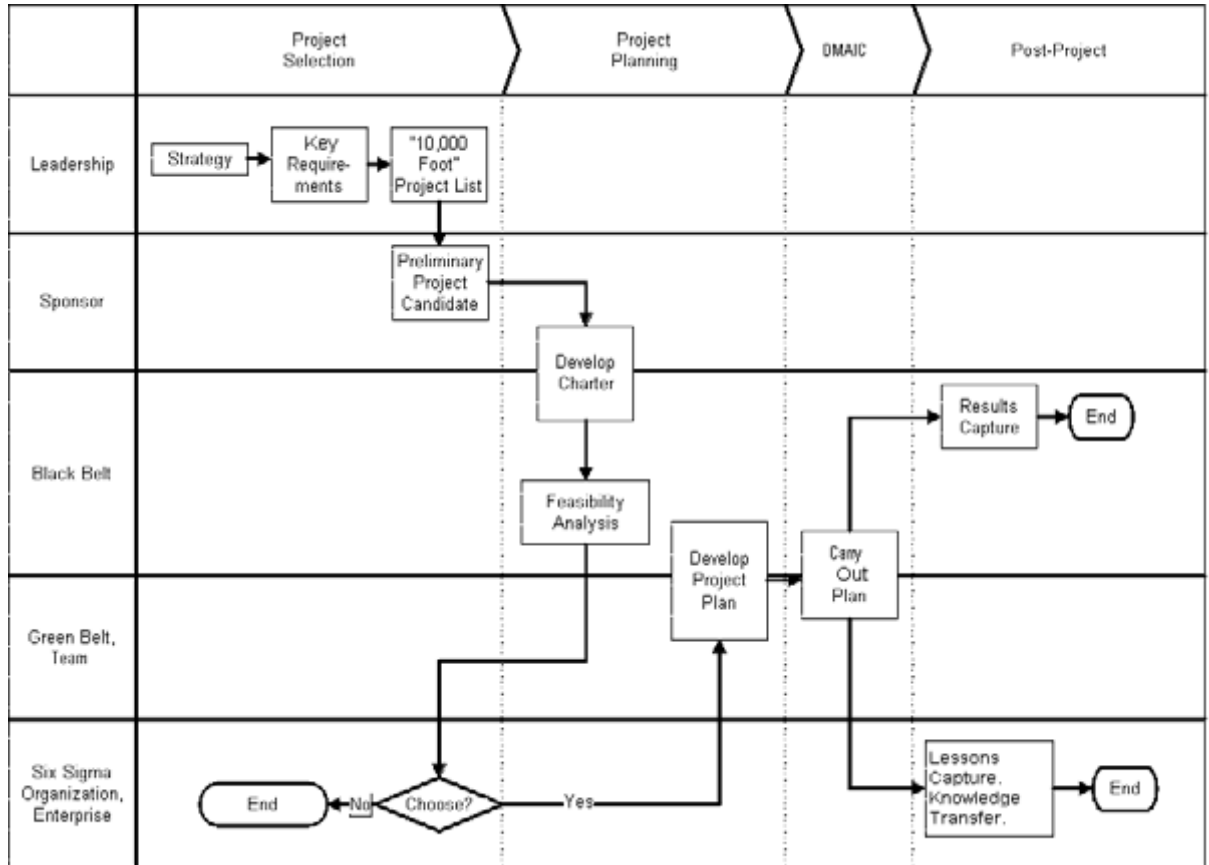 Project
Selection
Project
Planning
DMAIC
Post-Project
Leadership
Strategy
Key
Require-
ments
"10,000
Foot"
Project List
Sponsor
Preliminary
Project
Candidate
Develop
Charter
Black Belt
Results
Capture
End
Feasibility
Analysis
Develop
Project
Plan
Carry
Out
Plan
Green Belt,
Team
Six Sigma
Organization,
Enterprise
End
No
Choose?
Yes
Lessons
Capture.
Knowledge
Transfer.
End